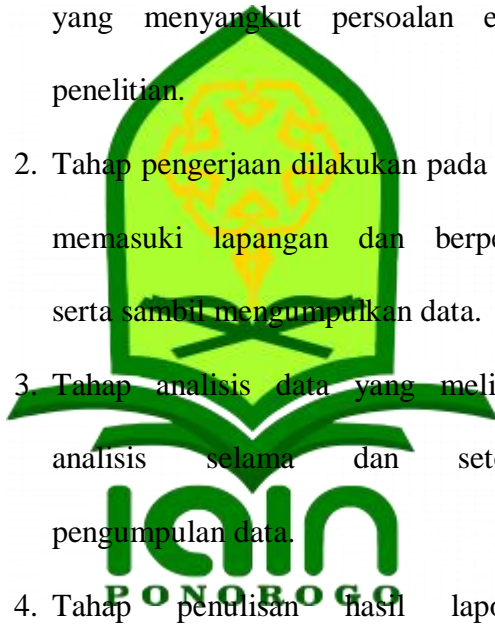 yang menyangkut persoalan e
penelitian.
2. Tahap pengerjaan dilakukan pada
memasuki lapangan dan berpe
serta sambil mengumpulkan data.
3. Tahap analisis data yang meli
analisis selama dan set
pengumpulan data.
iain
PONOROGO
4. Tahap penulisan hasil lapo